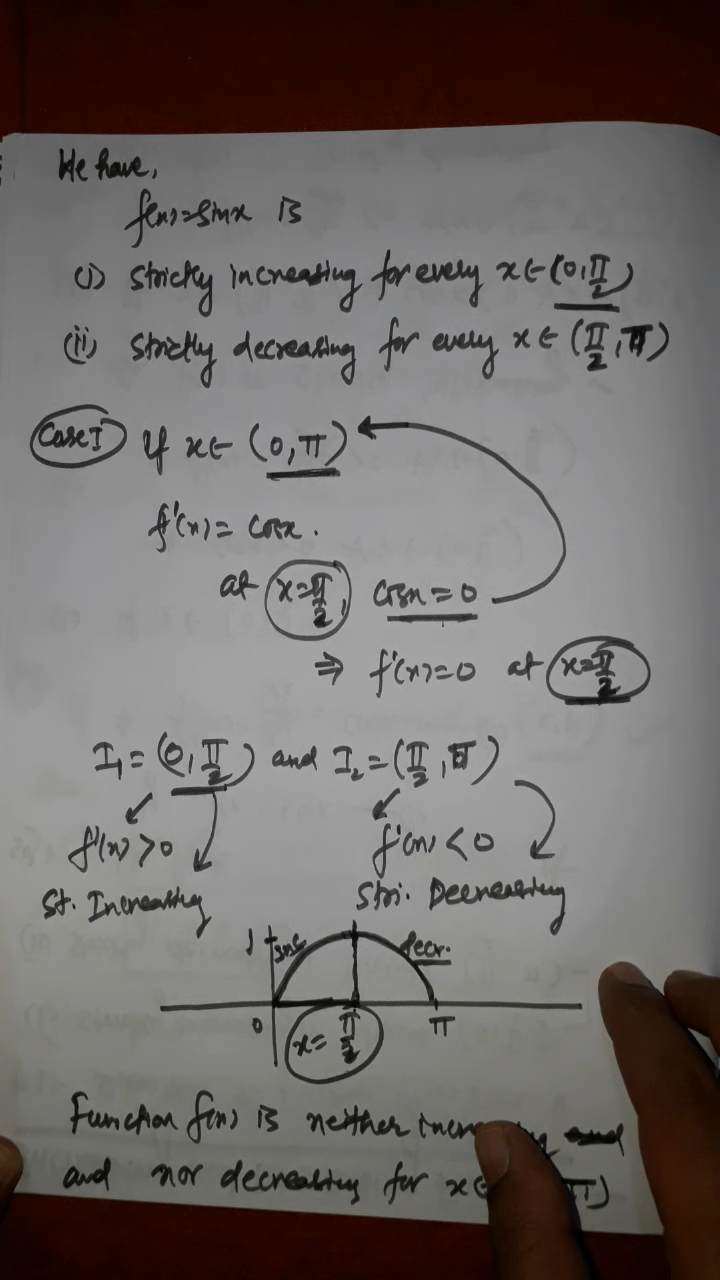 We have,
f(x)=sinx is
(i) strictly increasing for every x∈(0,π/2)
(ii) strictly decreasing for every x∈(π/2,π)
Case I If x∈(0,π)
f'(x)=cosx.
at x=π/2, cosx=0
⇒ f'(x)=0 at x=π/2
I₁=(0,π/2) and I₂=(π/2,π)
f'(x)>0 f'(x)<0
St. Increasing Stri. Decreasing
1 Inc. decr.
0 x=π/2 π
Function f(x) is neither and
and nor decreasing for x∈ π)